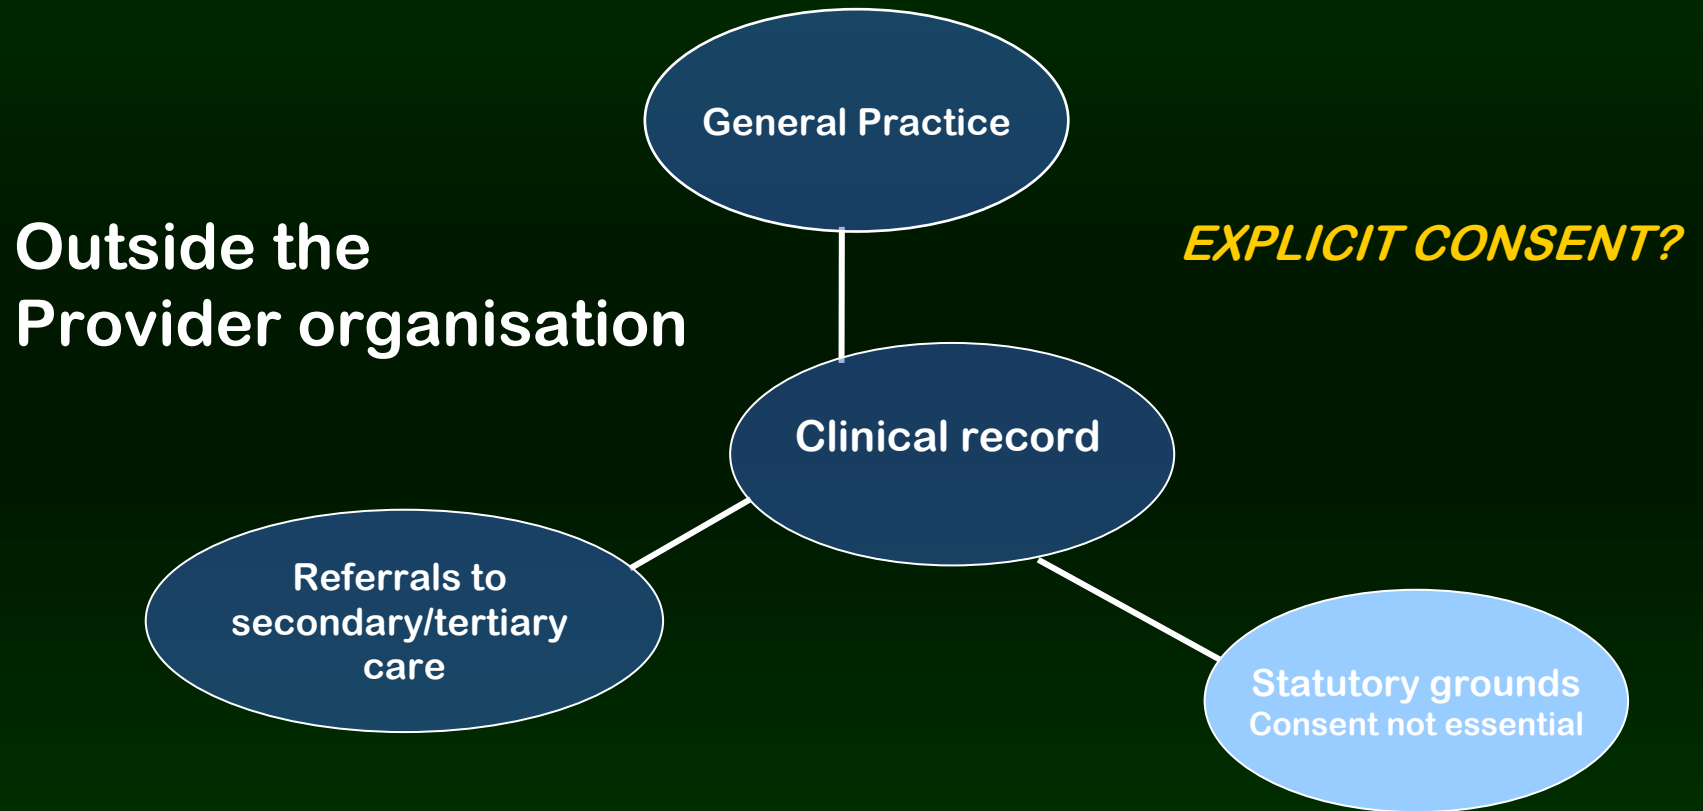 General Practice
Outside the
Provider organisation
EXPLICIT CONSENT?
Clinical record
Referrals to
secondary/tertiary
care
Statutory grounds
Consent not essential